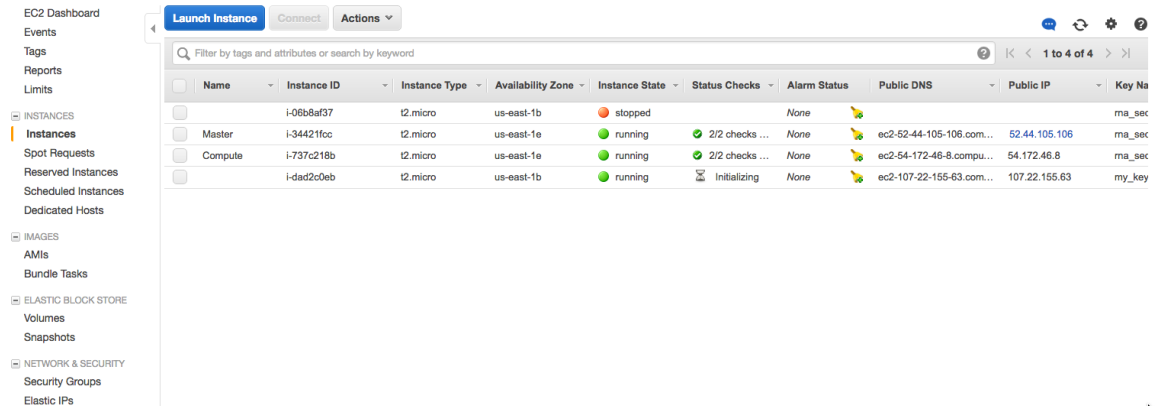 EC2 Dashboard
Events
Tags
Reports
Limits
INSTANCES
Instances
Spot Requests
Reserved Instances
Scheduled Instances
Dedicated Hosts
IMAGES
AMIs
Bundle Tasks
ELASTIC BLOCK STORE
Volumes
Snapshots
NETWORK & SECURITY
Security Groups
Elastic IPs
Launch Instance Connect Actions
Filter by tags and attributes or search by keyword 1 to 4 of 4
Name Instance ID Instance Type Availability Zone Instance State Status Checks Alarm Status Public DNS Public IP Key Na
i-06b8af37 t2.micro us-east-1b stopped None rna_sec
Master i-34421fcc t2.micro us-east-1e running 2/2 checks ... None ec2-52-44-105-106.com... 52.44.105.106 rna_sec
Compute i-737c218b t2.micro us-east-1e running 2/2 checks ... None ec2-54-172-46-8.compu... 54.172.46.8 rna_sec
i-dad2c0eb t2.micro us-east-1b running Initializing None ec2-107-22-155-63.com... 107.22.155.63 my_key